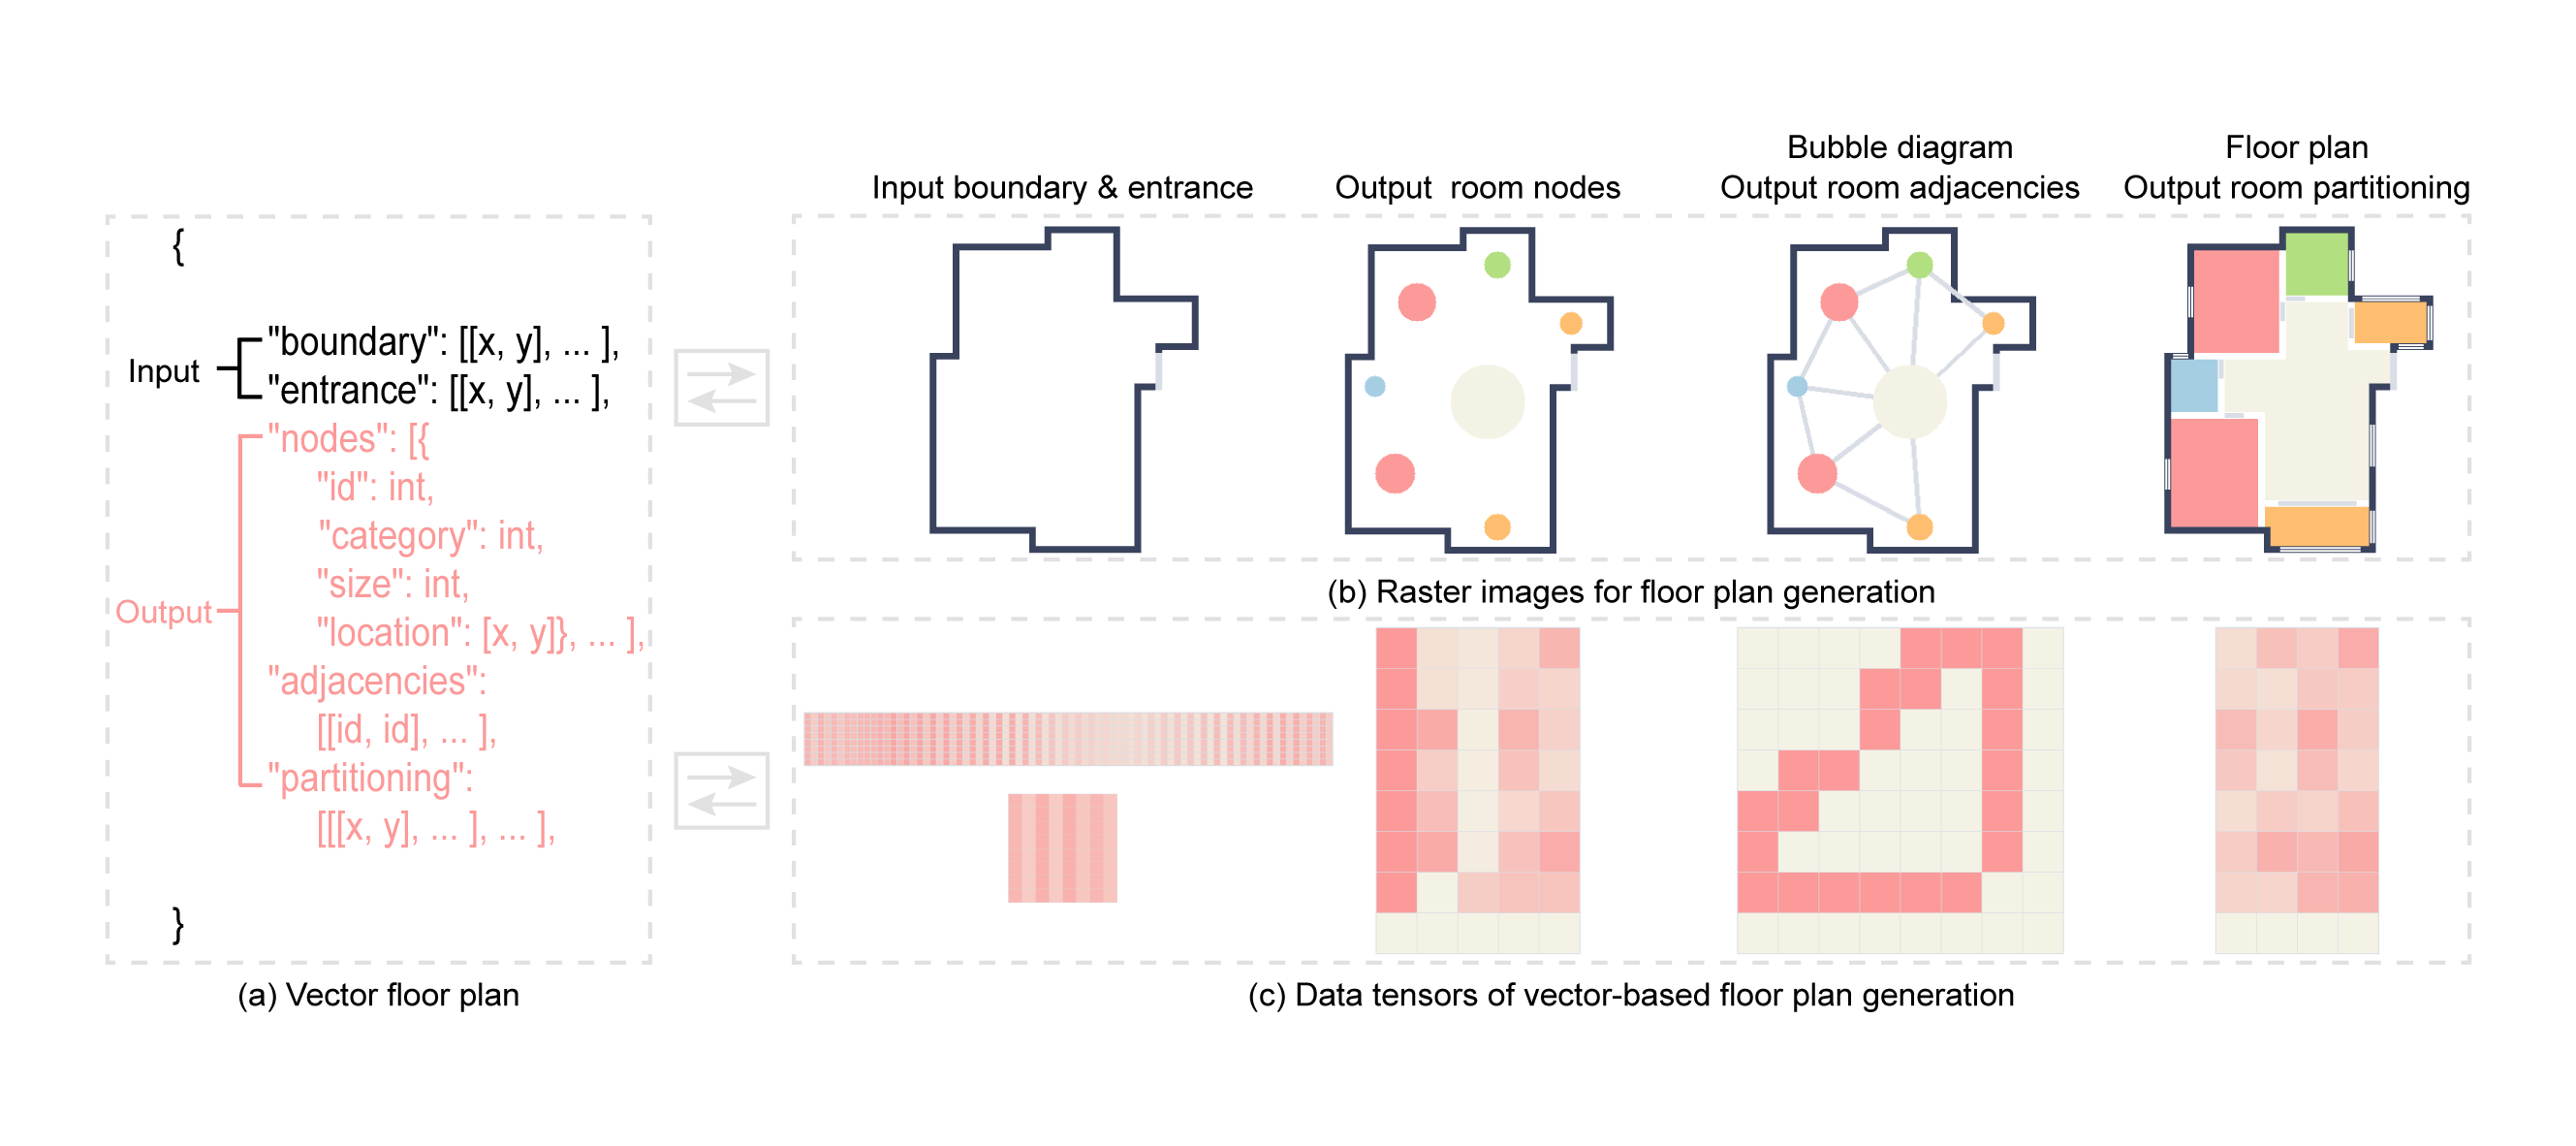 {
Input
"boundary": [[x, y], ... ],
"entrance": [[x, y], ... ],
Output
"nodes": [{
"id": int,
"category": int,
"size": int,
"location": [x, y]}, ... ],
"adjacencies":
[[id, id], ... ],
"partitioning":
[[[x, y], ... ], ... ],
}
(a) Vector floor plan
Input boundary & entrance
Output room nodes
Bubble diagram
Output room adjacencies
Floor plan
Output room partitioning
(b) Raster images for floor plan generation
(c) Data tensors of vector-based floor plan generation